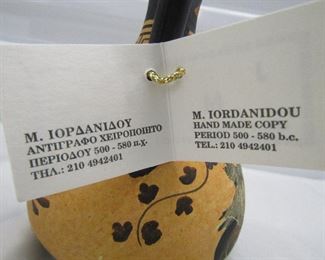 Μ. ΙΟΡΔΑΝΙΔΟΥ
ΑΝΤΙΓΡΑΦΟ ΧΕΙΡΟΠΟΙΗΤΟ
ΠΕΡΙΟΔΟΥ 500 - 580 π.χ.
ΤΗΛ.: 210 4942401
M. IORDANIDOU
HAND MADE COPY
PERIOD 500 - 580 b.c.
TEL.: 210 4942401